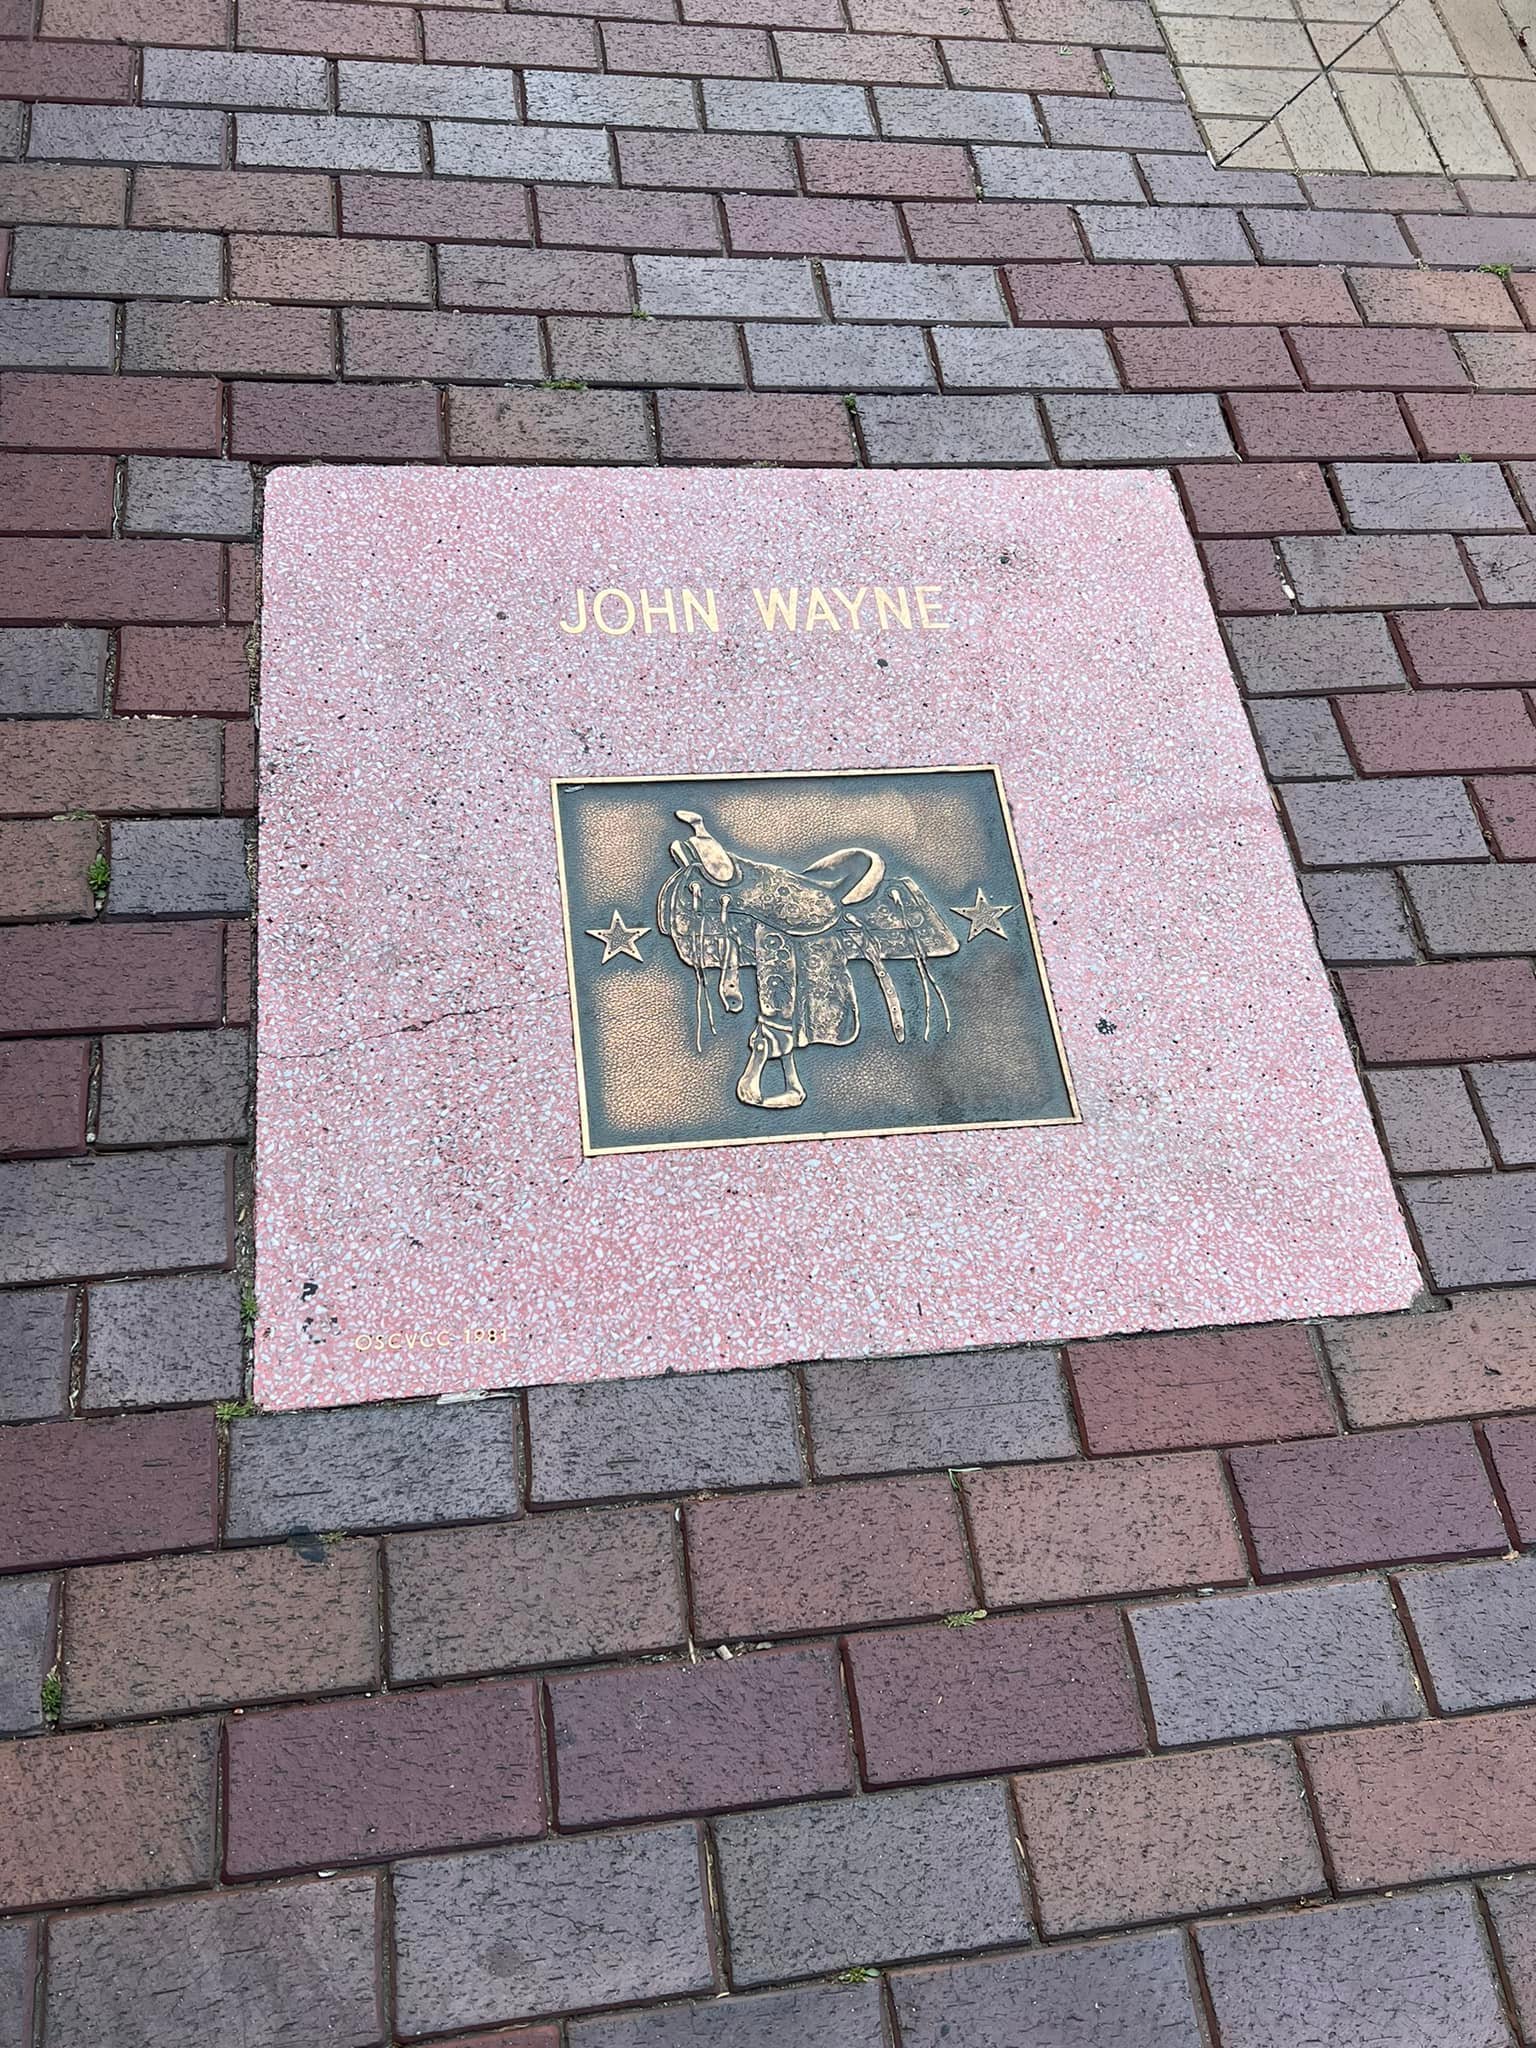 JOHN WAYNE
OSCVCC 1981